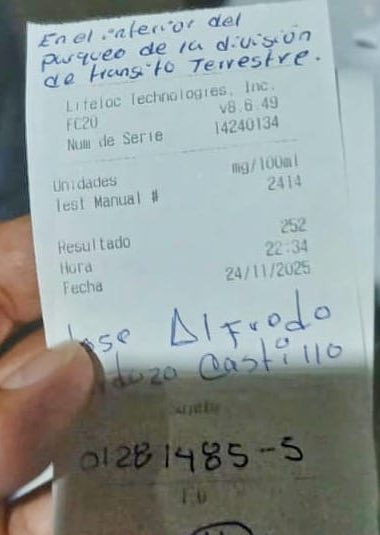 En el interior del
parqueo de la división
de transito Terrestre.
Lifeloc Technologies, Inc.
FC20 v8.6.49
Num de Serie 14240134
Unidades mg/100ml
Test Manual # 2414
Resultado 252
Hora 22:34
Fecha 24/11/2025
Jose Alfredo
Castillo
01281485-5